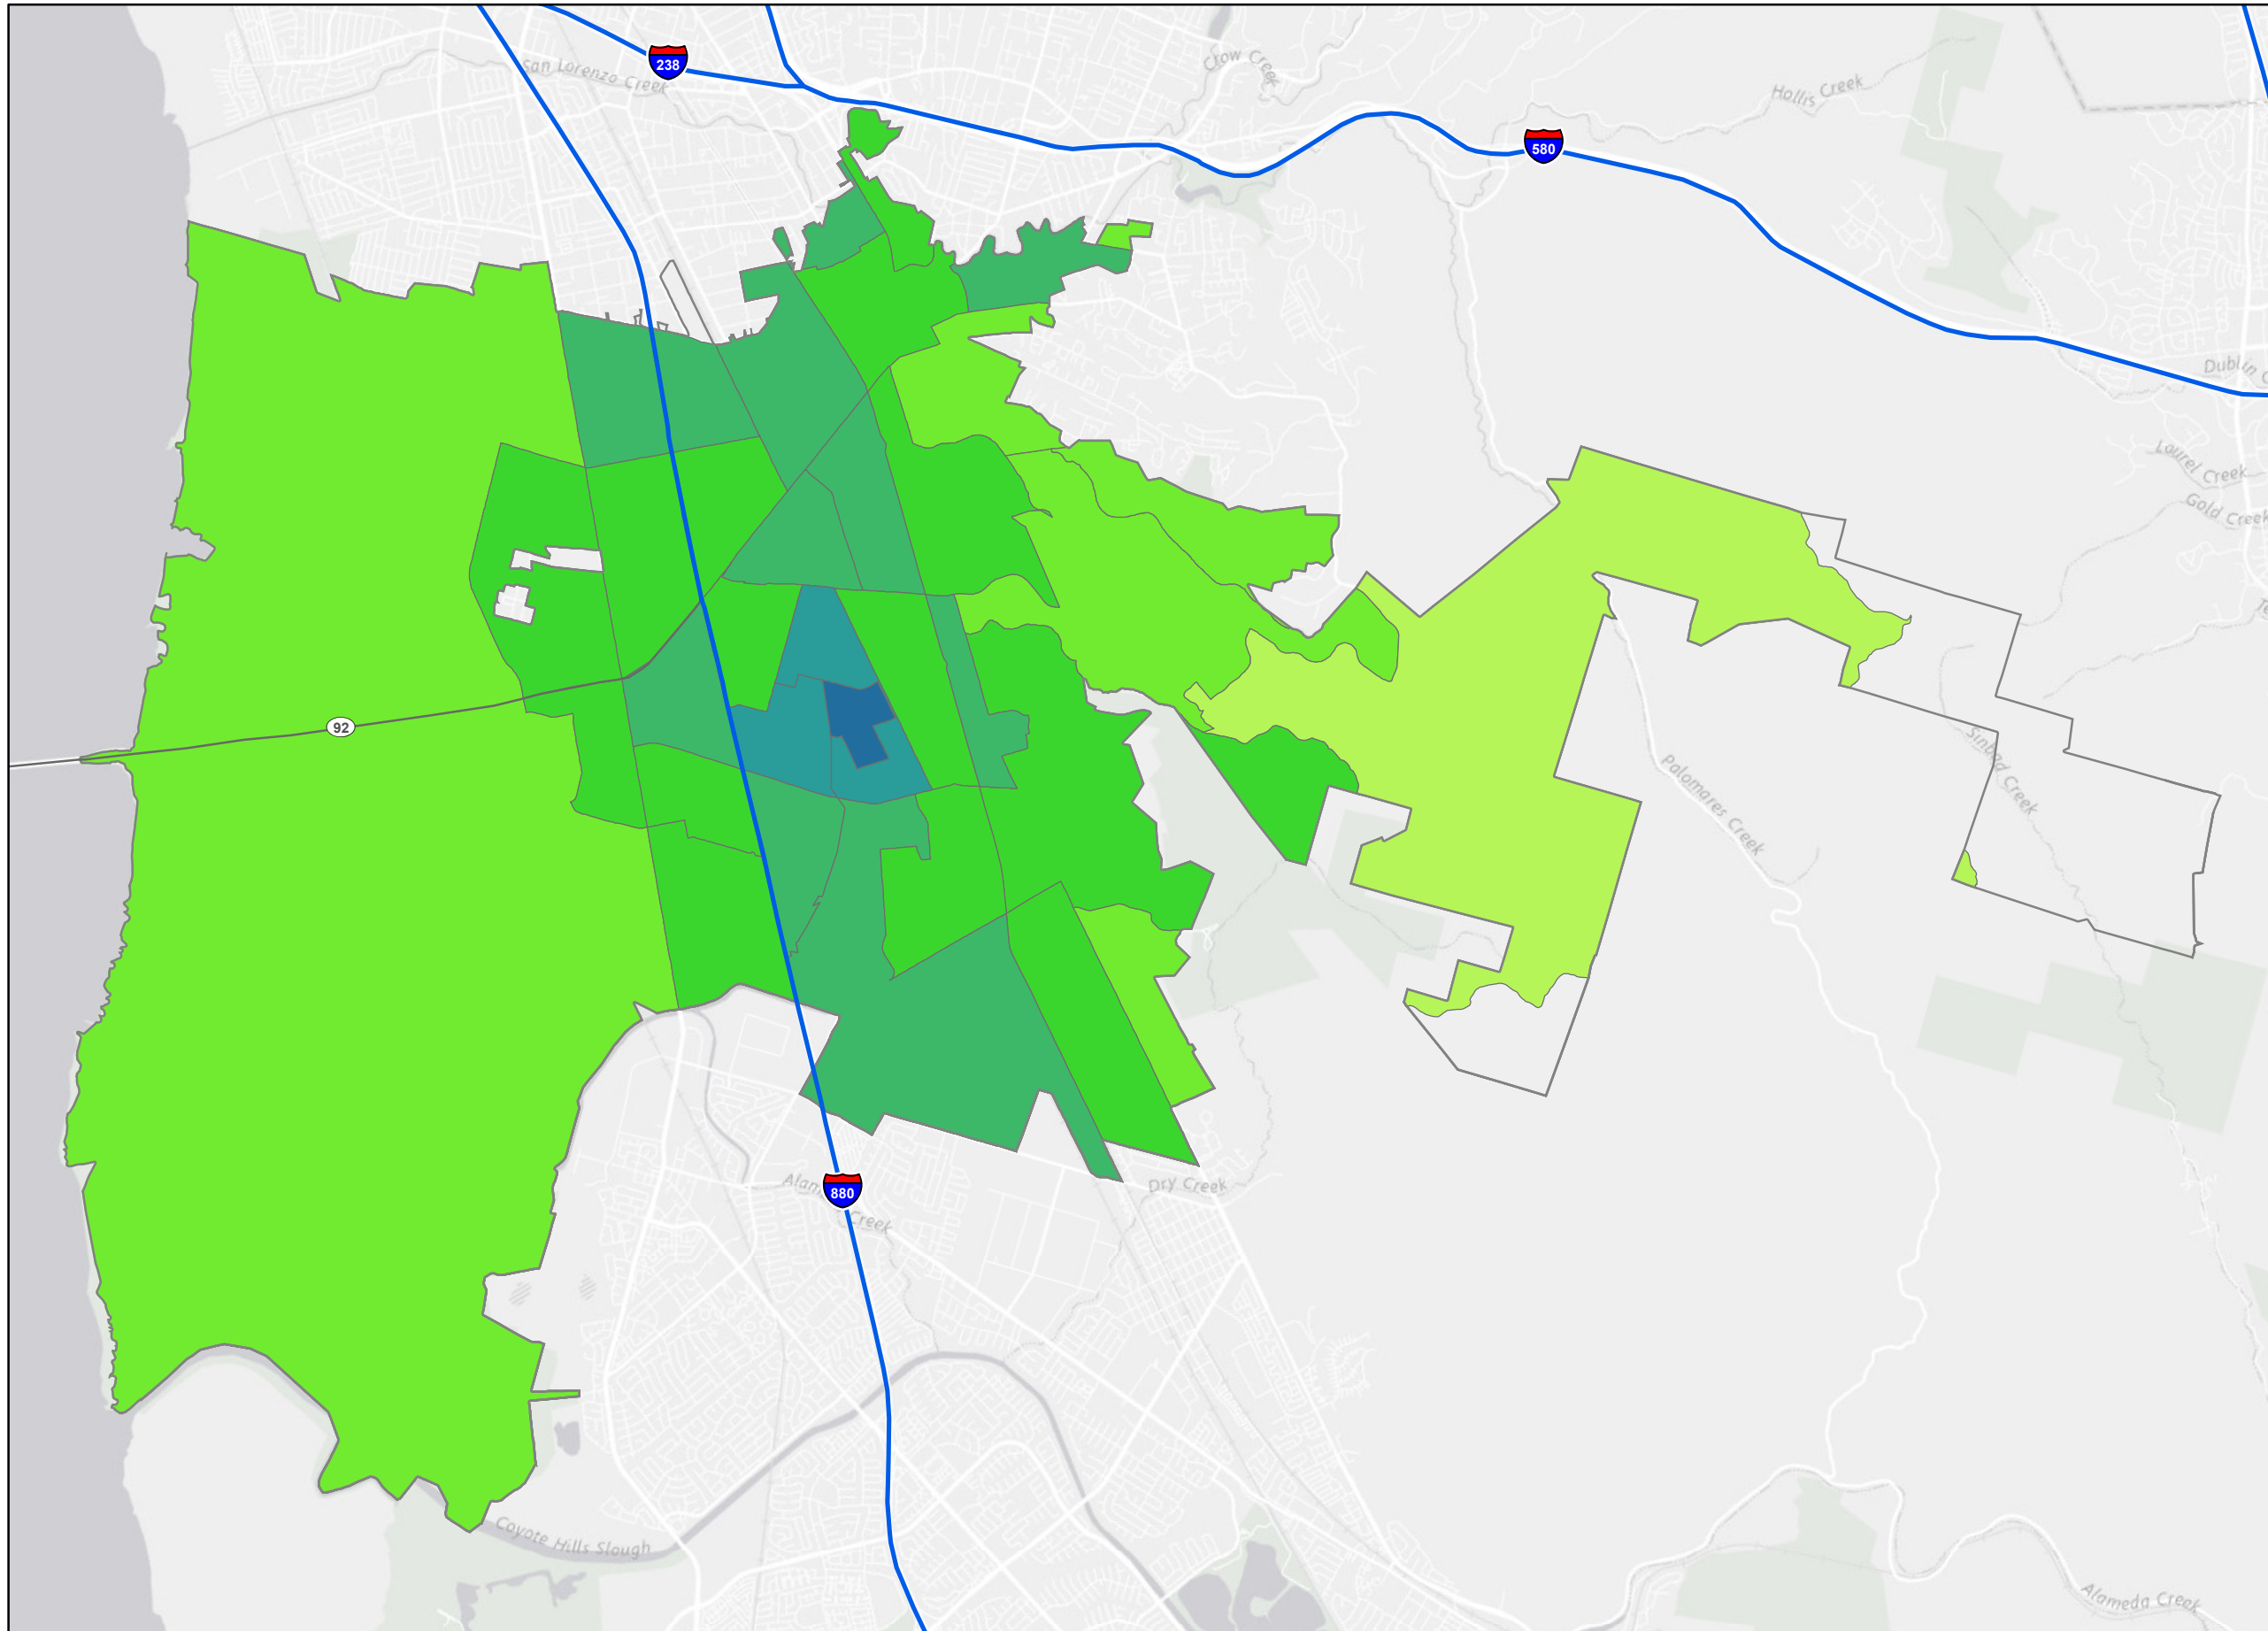 238
San Lorenzo Creek
Crow Creek
Hollis Creek
580
Dublin C
Laurel Creek
Gold Creek
92
Sinbad Creek
Palomares Creek
880
Dry Creek
Creek
Coyote Hills Slough
Alameda Creek